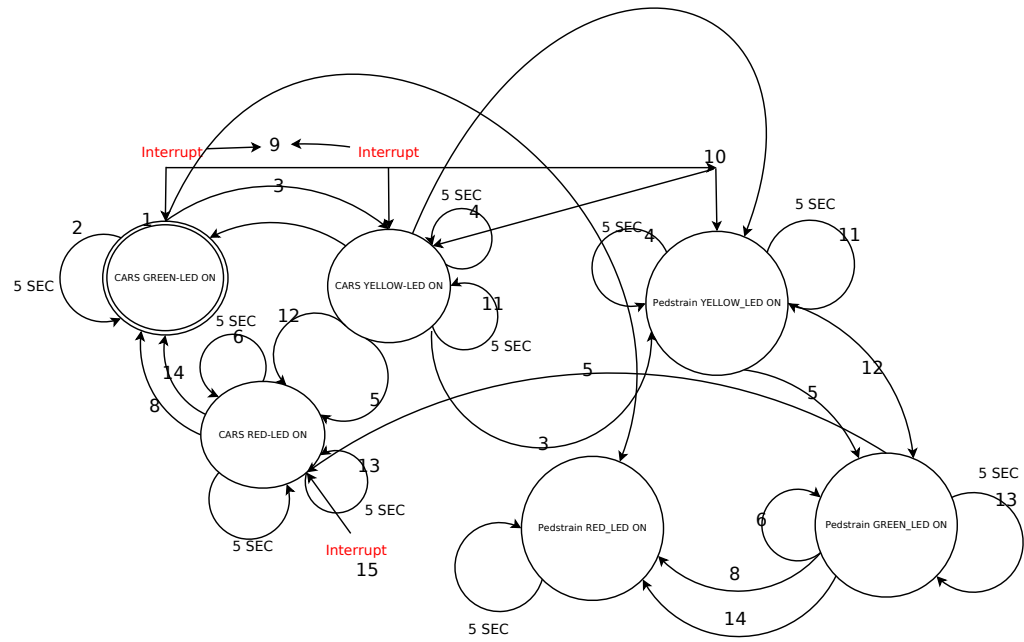 10
Interrupt
9
Interrupt
3
5 SEC
4
5 SEC
1
2
5 SEC
4
11
CARS GREEN-LED ON
CARS YELLOW-LED ON
5 SEC
11
5 SEC
Pedstrain YELLOW_LED ON
5 SEC
6
12
14
8
5
5
12
5
CARS RED-LED ON
3
13
5 SEC
5 SEC
Interrupt
15
Pedstrain RED_LED ON
6
Pedstrain GREEN_LED ON
5 SEC
13
8
14
5 SEC